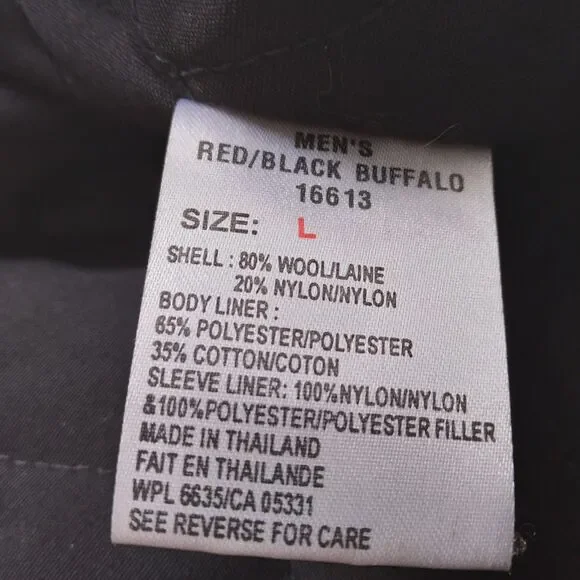 MEN'S
RED/BLACK BUFFALO
16613
SIZE: L
SHELL : 80% WOOL/LAINE
20% NYLON/NYLON
BODY LINER :
65% POLYESTER/POLYESTER
35% COTTON/COTON
SLEEVE LINER: 100%NYLON/NYLON
&100%POLYESTER/POLYESTER FILLER
MADE IN THAILAND
FAIT EN THAILANDE
WPL 6635/CA 05331
SEE REVERSE FOR CARE